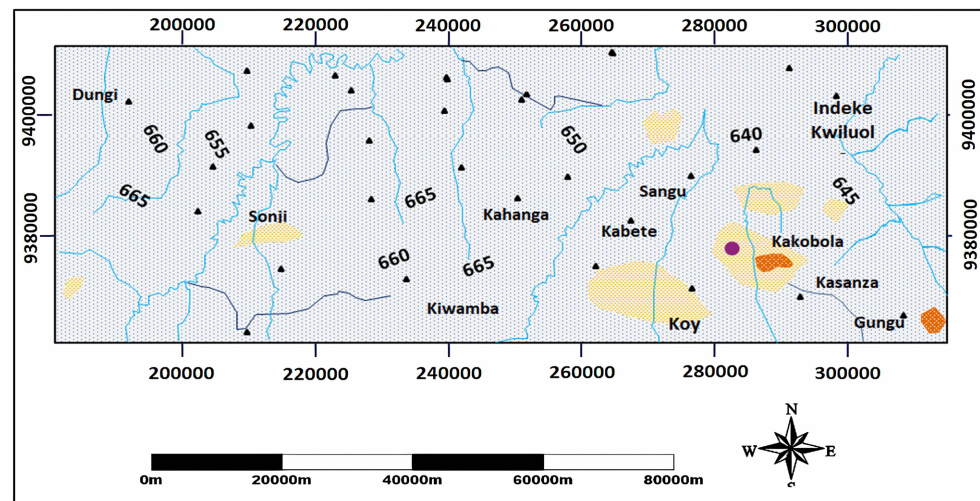 200000 220000 240000 260000 280000 300000
9400000
9400000
9380000
9380000
Dungi
Indeke
Kwiluol
660
655
650
640
665
Sonji
665
Kahanga
Sangu
Kabete
645
Kakobola
660
665
Kiwamba
Kasanza
Koy
Gungu
200000 220000 240000 260000 280000 300000
N
W E
S
0m 20000m 40000m 60000m 80000m